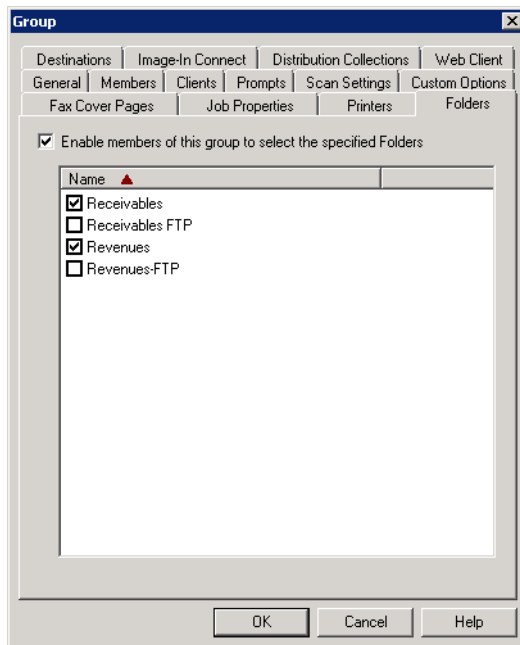 Group
Destinations Image-In Connect Distribution Collections Web Client
General Members Clients Prompts Scan Settings Custom Options
Fax Cover Pages Job Properties Printers Folders
Enable members of this group to select the specified Folders
Name
Receivables
Receivables FTP
Revenues
Revenues-FTP
OK Cancel Help